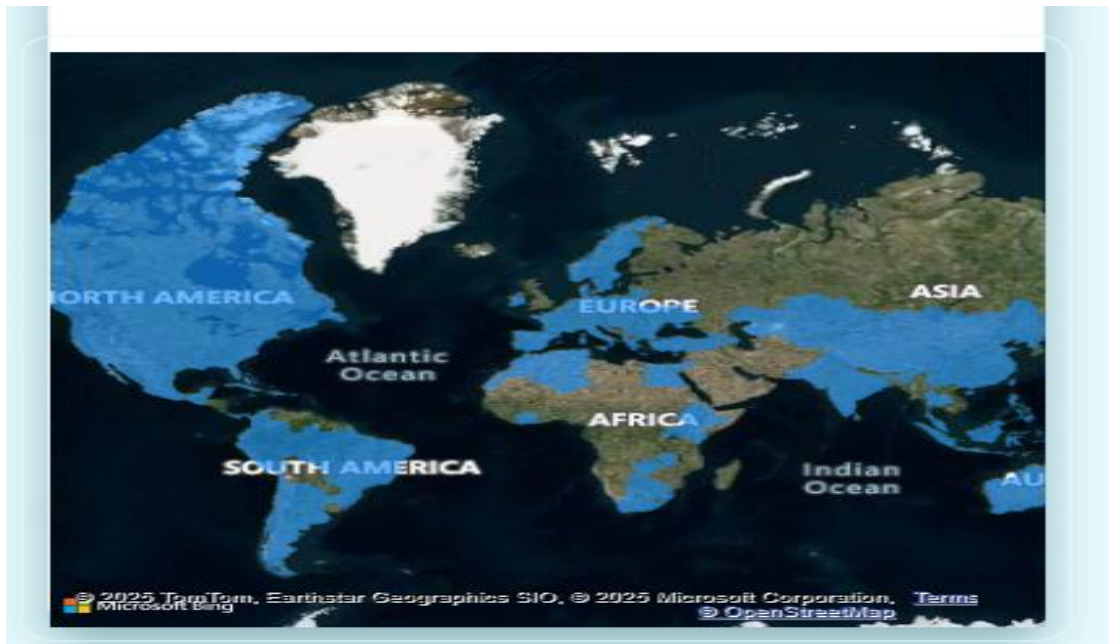 NORTH AMERICA
EUROPE
ASIA
Atlantic
Ocean
AFRICA
SOUTH AMERICA
Indian
Ocean
AU
© 2025 TomTom, Earthstar Geographics SIO, © 2025 Microsoft Corporation, Terms
Microsoft Bing
© OpenStreetMap